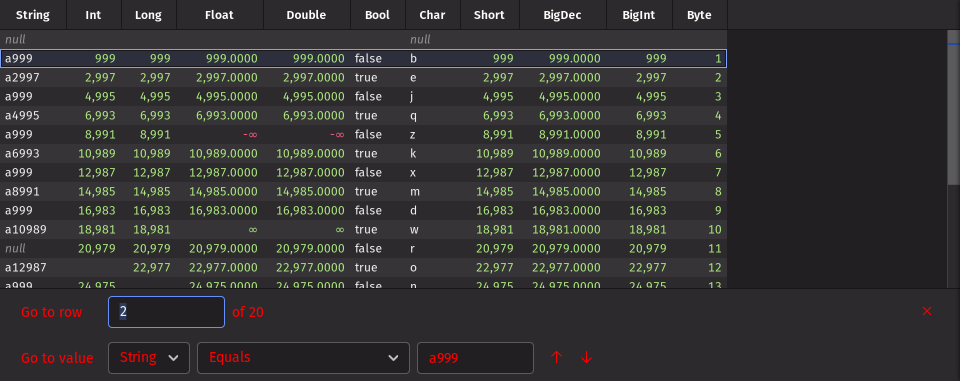 String Int Long Float Double Bool Char Short BigDec BigInt Byte
null null
a999 999 999 999.0000 999.0000 false b 999 999.0000 999 1
a2997 2,997 2,997 2,997.0000 2,997.0000 true e 2,997 2,997.0000 2,997 2
a999 4,995 4,995 4,995.0000 4,995.0000 false j 4,995 4,995.0000 4,995 3
a4995 6,993 6,993 6,993.0000 6,993.0000 true q 6,993 6,993.0000 6,993 4
a999 8,991 8,991 -∞ -∞ false z 8,991 8,991.0000 8,991 5
a6993 10,989 10,989 10,989.0000 10,989.0000 true k 10,989 10,989.0000 10,989 6
a999 12,987 12,987 12,987.0000 12,987.0000 false x 12,987 12,987.0000 12,987 7
a8991 14,985 14,985 14,985.0000 14,985.0000 true m 14,985 14,985.0000 14,985 8
a999 16,983 16,983 16,983.0000 16,983.0000 false d 16,983 16,983.0000 16,983 9
a10989 18,981 18,981 ∞ ∞ true w 18,981 18,981.0000 18,981 10
null 20,979 20,979 20,979.0000 20,979.0000 false r 20,979 20,979.0000 20,979 11
a12987 22,977 22,977.0000 22,977.0000 true o 22,977 22,977.0000 22,977 12
a999 24,975 24,975.0000 24,975.0000 false n 24,975 24,975.0000 24,975 13
Go to row 2 of 20
Go to value String Equals a999